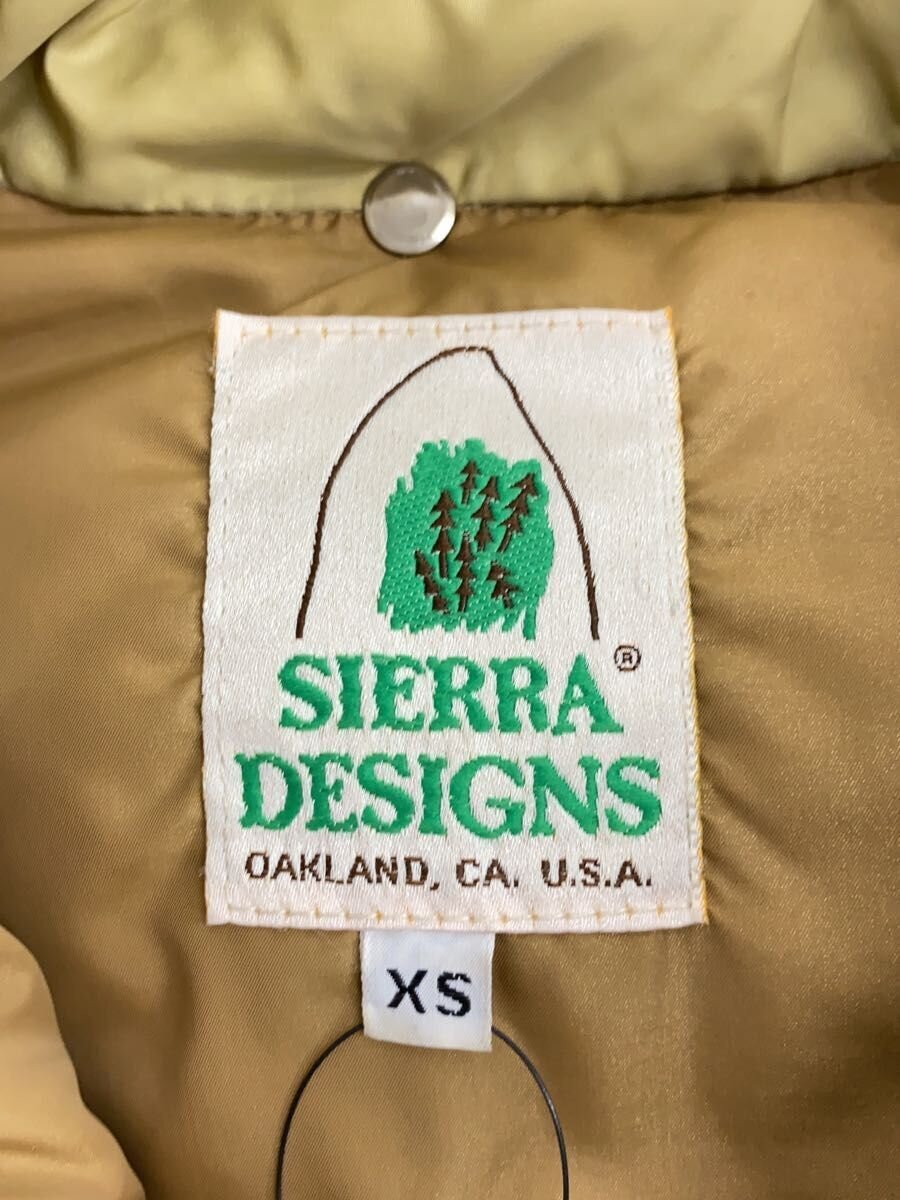 SIERRA ®
DESIGNS
OAKLAND, CA. U.S.A.
XS